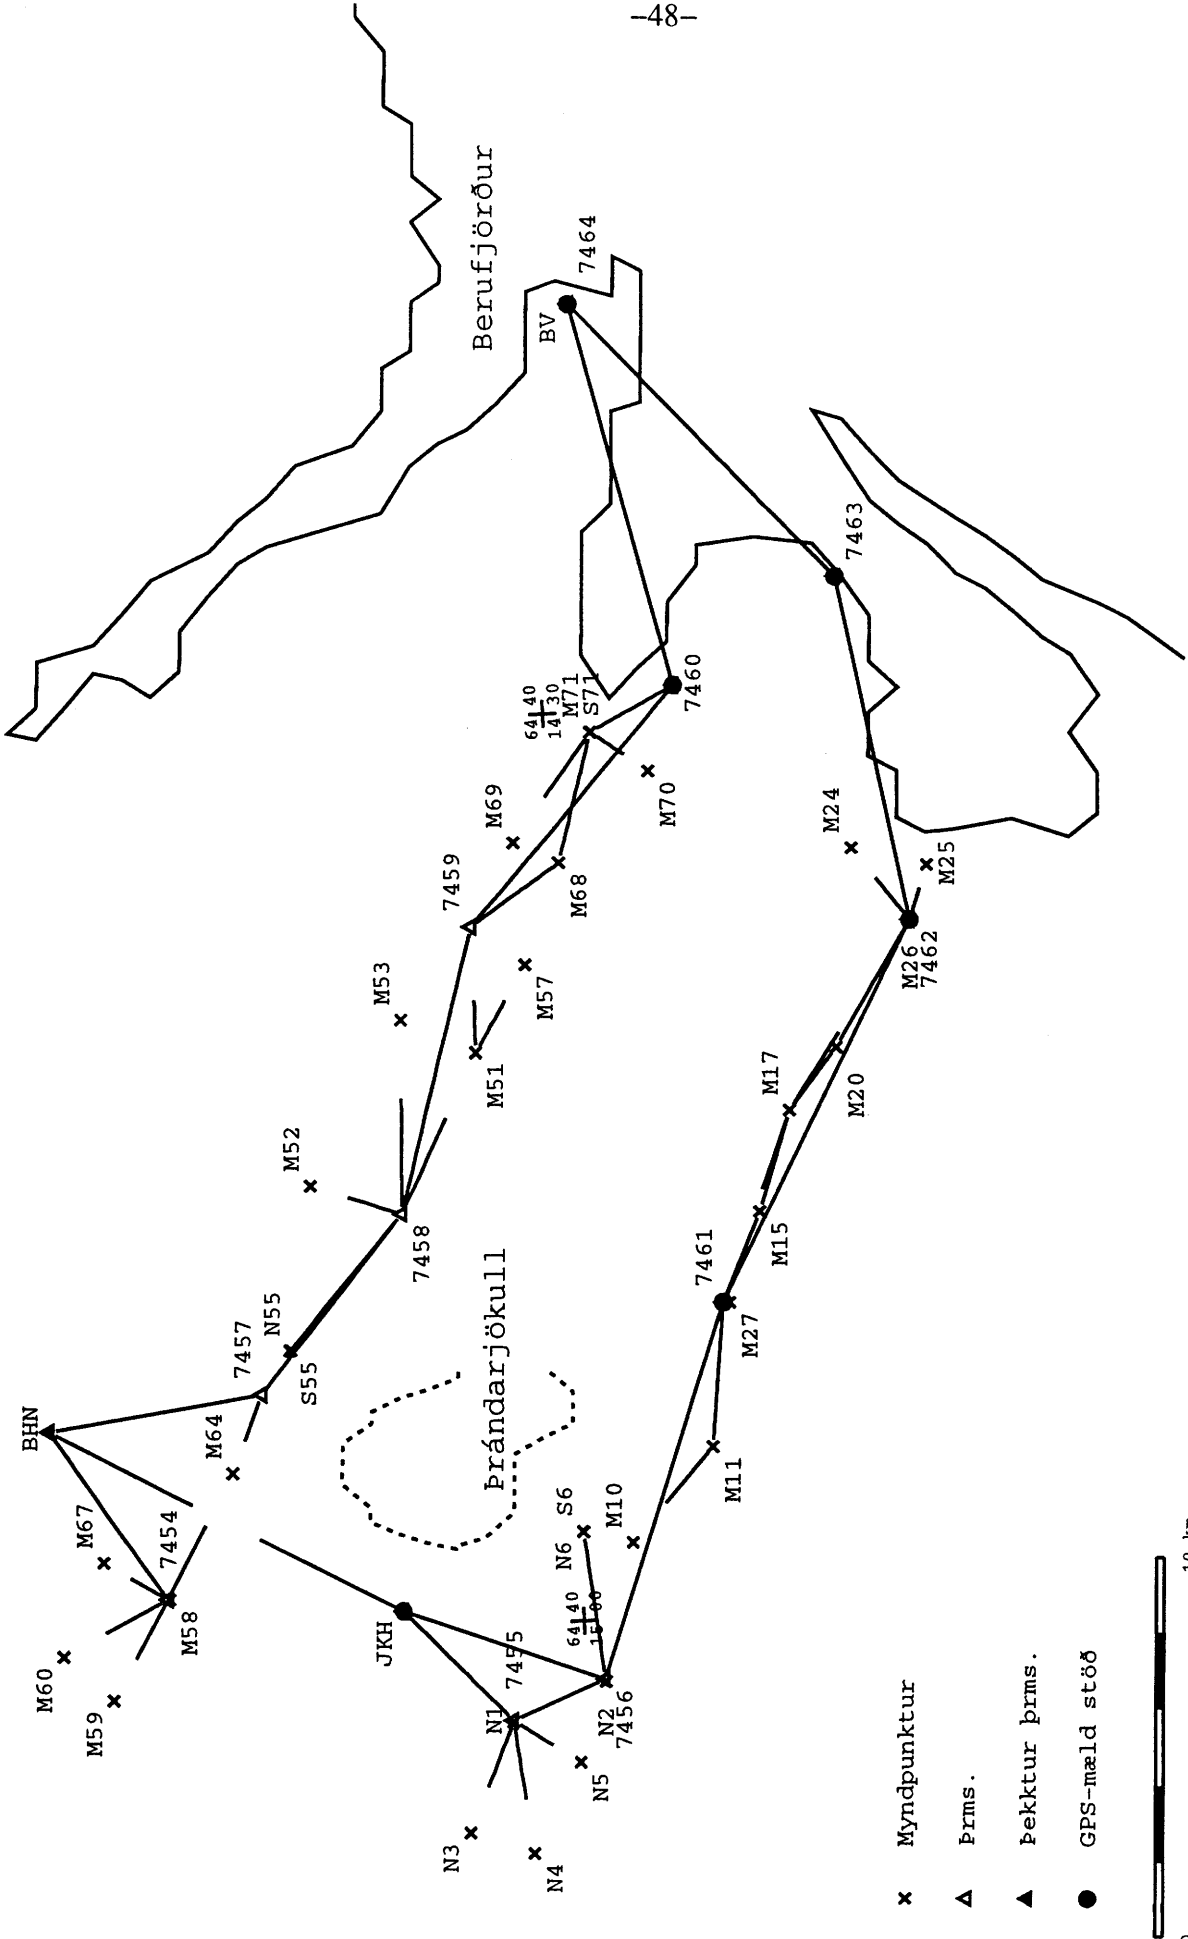 –48–
Berufjörður
BV
7464
7463
7460
64 40
14 30
M71
S71
M70
M69
M68
7459
M57
M53
M51
M52
7458
M24
M25
M26
7462
M20
M17
M15
7461
M27
M11
Þrándarjökull
N55
S55
7457
BHN
M64
M67
7454
M58
M60
M59
JKH
S6
N6
M10
64 40
15 00
7455
N1
N2
7456
N5
N3
N4
Myndpunktur
Þrms.
Þekktur þrms.
GPS-mæld stöð